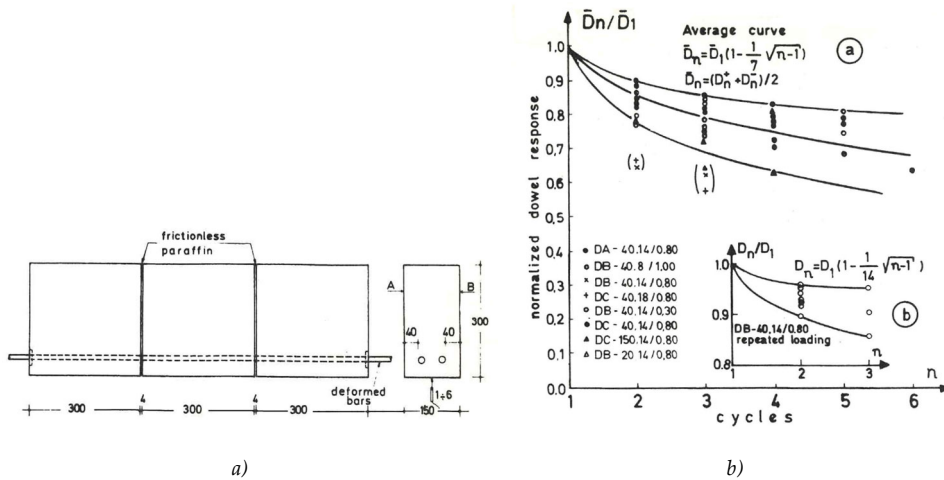 frictionless
paraffin
A
B
40
40
300
deformed
bars
300
4
300
4
300
1÷6
150
a)
D̄n/D̄1
Average curve
D̄n=D̄1(1-1/7 √n-1)
D̄n=(Dn⁺+Dn⁻)/2
a
normalized dowel response
1.0
0.9
0.8
0,7
0,6
0.5
0,4
0,3
0,2
0,1
0.0
(+×)
(▲×+)
● DA-40.14/0.80
○ DB-40.8/1,00
× DB-40.14/0,80
+ DC-40.18/0.80
○ DB-40.14/0,30
● DC-40.14/0,80
▲ DC-150.14/0.80
△ DB-20 14/0,80
Dn/D1
Dn=D1(1-1/14 √n-1)
1.0
0.90
0.8
b
DB-40,14/0.80
repeated loading
n
1 2 3
n
1 2 3 4 5 6
cycles
b)